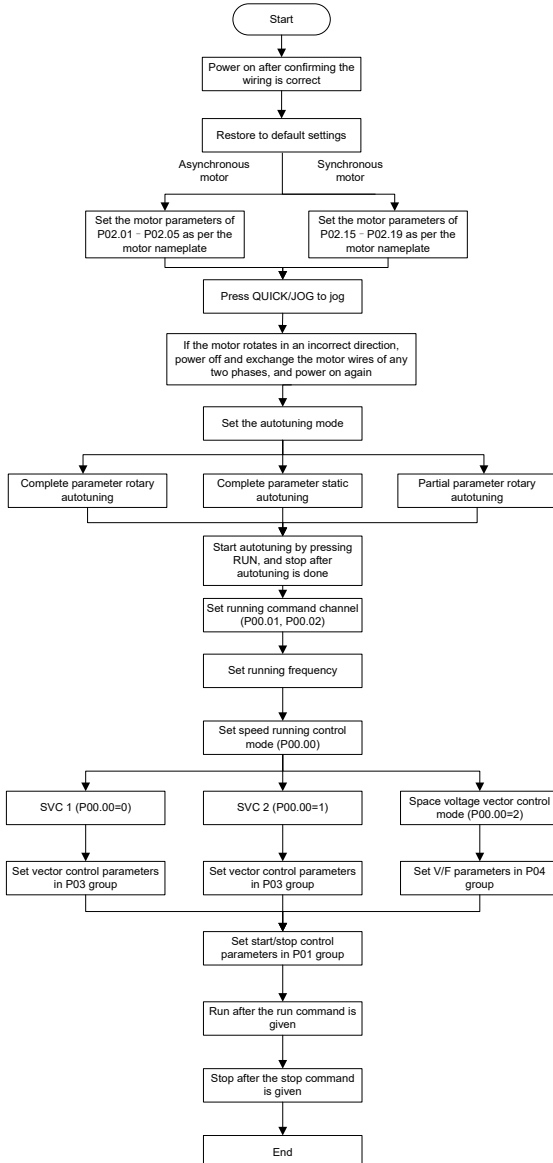 Start
Power on after confirming the
wiring is correct
Restore to default settings
Asynchronous
motor
Synchronous
motor
Set the motor parameters of
P02.01﹣P02.05 as per the
motor nameplate
Set the motor parameters of
P02.15﹣P02.19 as per the
motor nameplate
Press QUICK/JOG to jog
If the motor rotates in an incorrect direction,
power off and exchange the motor wires of any
two phases, and power on again
Set the autotuning mode
Complete parameter rotary
autotuning
Complete parameter static
autotuning
Partial parameter rotary
autotuning
Start autotuning by pressing
RUN, and stop after
autotuning is done
Set running command channel
(P00.01, P00.02)
Set running frequency
Set speed running control
mode (P00.00)
SVC 1 (P00.00=0)
SVC 2 (P00.00=1)
Space voltage vector control
mode (P00.00=2)
Set vector control parameters
in P03 group
Set vector control parameters
in P03 group
Set V/F parameters in P04
group
Set start/stop control
parameters in P01 group
Run after the run command is
given
Stop after the stop command
is given
End